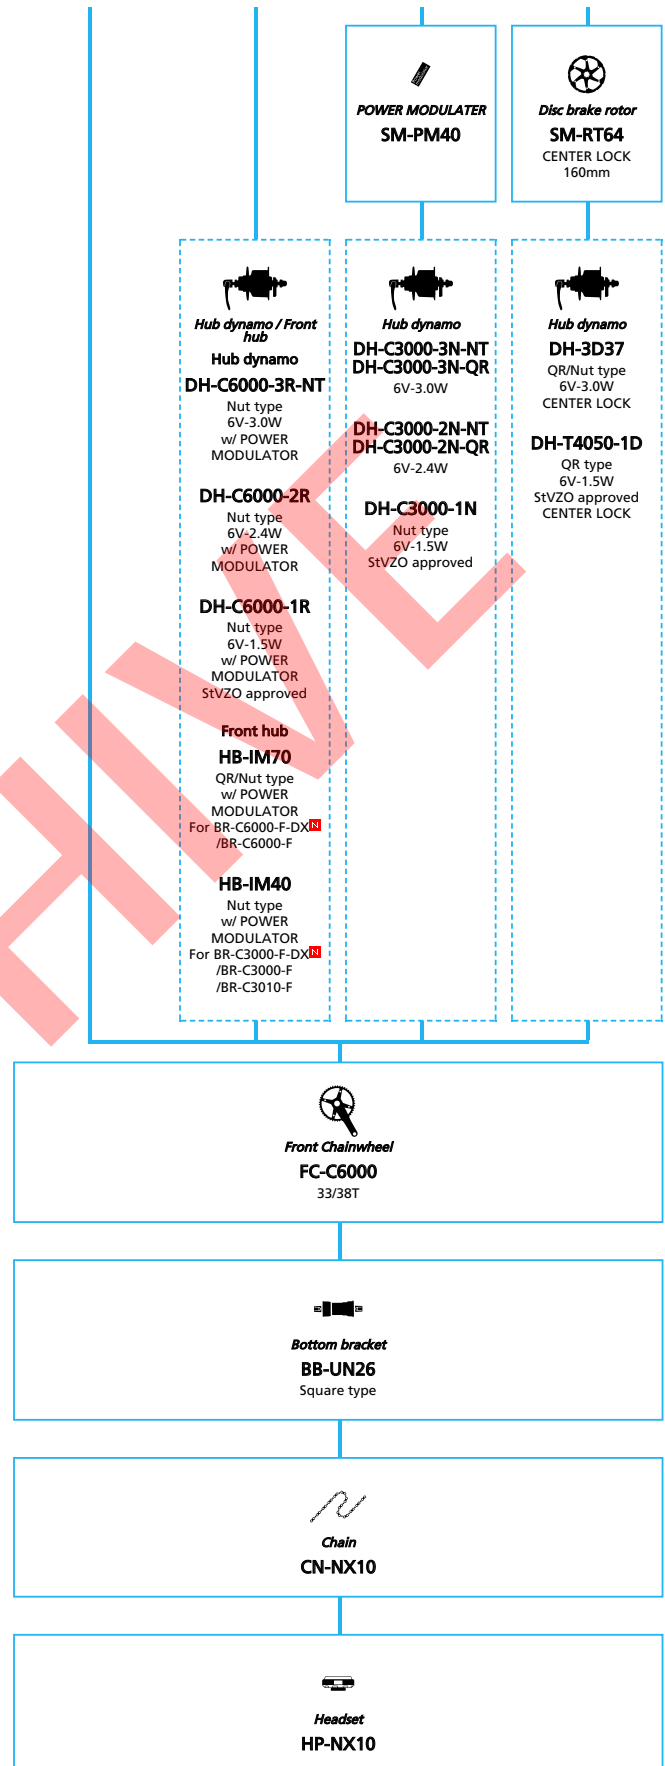 POWER MODULATER
SM-PM40
Disc brake rotor
SM-RT64
CENTER LOCK
160mm
Hub dynamo / Front
hub
Hub dynamo
DH-C6000-3R-NT
Nut type
6V-3.0W
w/ POWER
MODULATOR
DH-C6000-2R
Nut type
6V-2.4W
w/ POWER
MODULATOR
DH-C6000-1R
Nut type
6V-1.5W
w/ POWER
MODULATOR
StVZO approved
Front hub
HB-IM70
QR/Nut type
w/ POWER
MODULATOR
For BR-C6000-F-DX N
/BR-C6000-F
HB-IM40
Nut type
w/ POWER
MODULATOR
For BR-C3000-F-DX N
/BR-C3000-F
/BR-C3010-F
Hub dynamo
DH-C3000-3N-NT
DH-C3000-3N-QR
6V-3.0W
DH-C3000-2N-NT
DH-C3000-2N-QR
6V-2.4W
DH-C3000-1N
Nut type
6V-1.5W
StVZO approved
Hub dynamo
DH-3D37
QR/Nut type
6V-3.0W
CENTER LOCK
DH-T4050-1D
QR type
6V-1.5W
StVZO approved
CENTER LOCK
HIVE
Front Chainwheel
FC-C6000
33/38T
Bottom bracket
BB-UN26
Square type
Chain
CN-NX10
Headset
HP-NX10